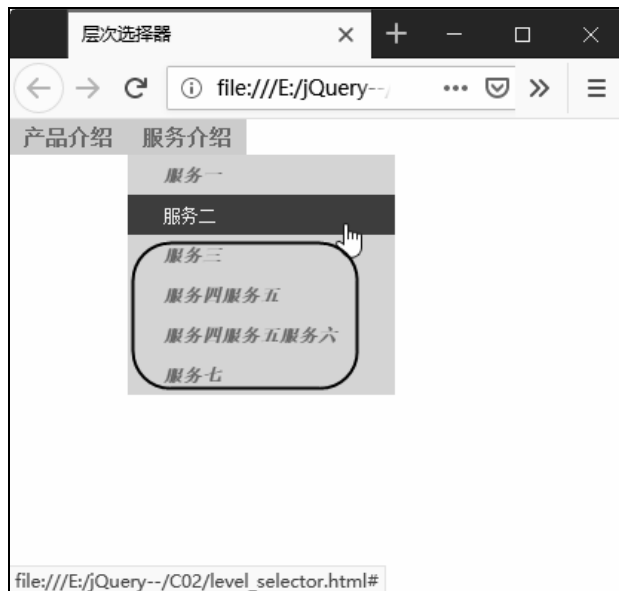 层次选择器
file:///E:/jQuery--/
产品介绍 服务介绍
服务一
服务二
服务三
服务四服务五
服务四服务五服务六
服务七
file:///E:/jQuery--/C02/level_selector.html#